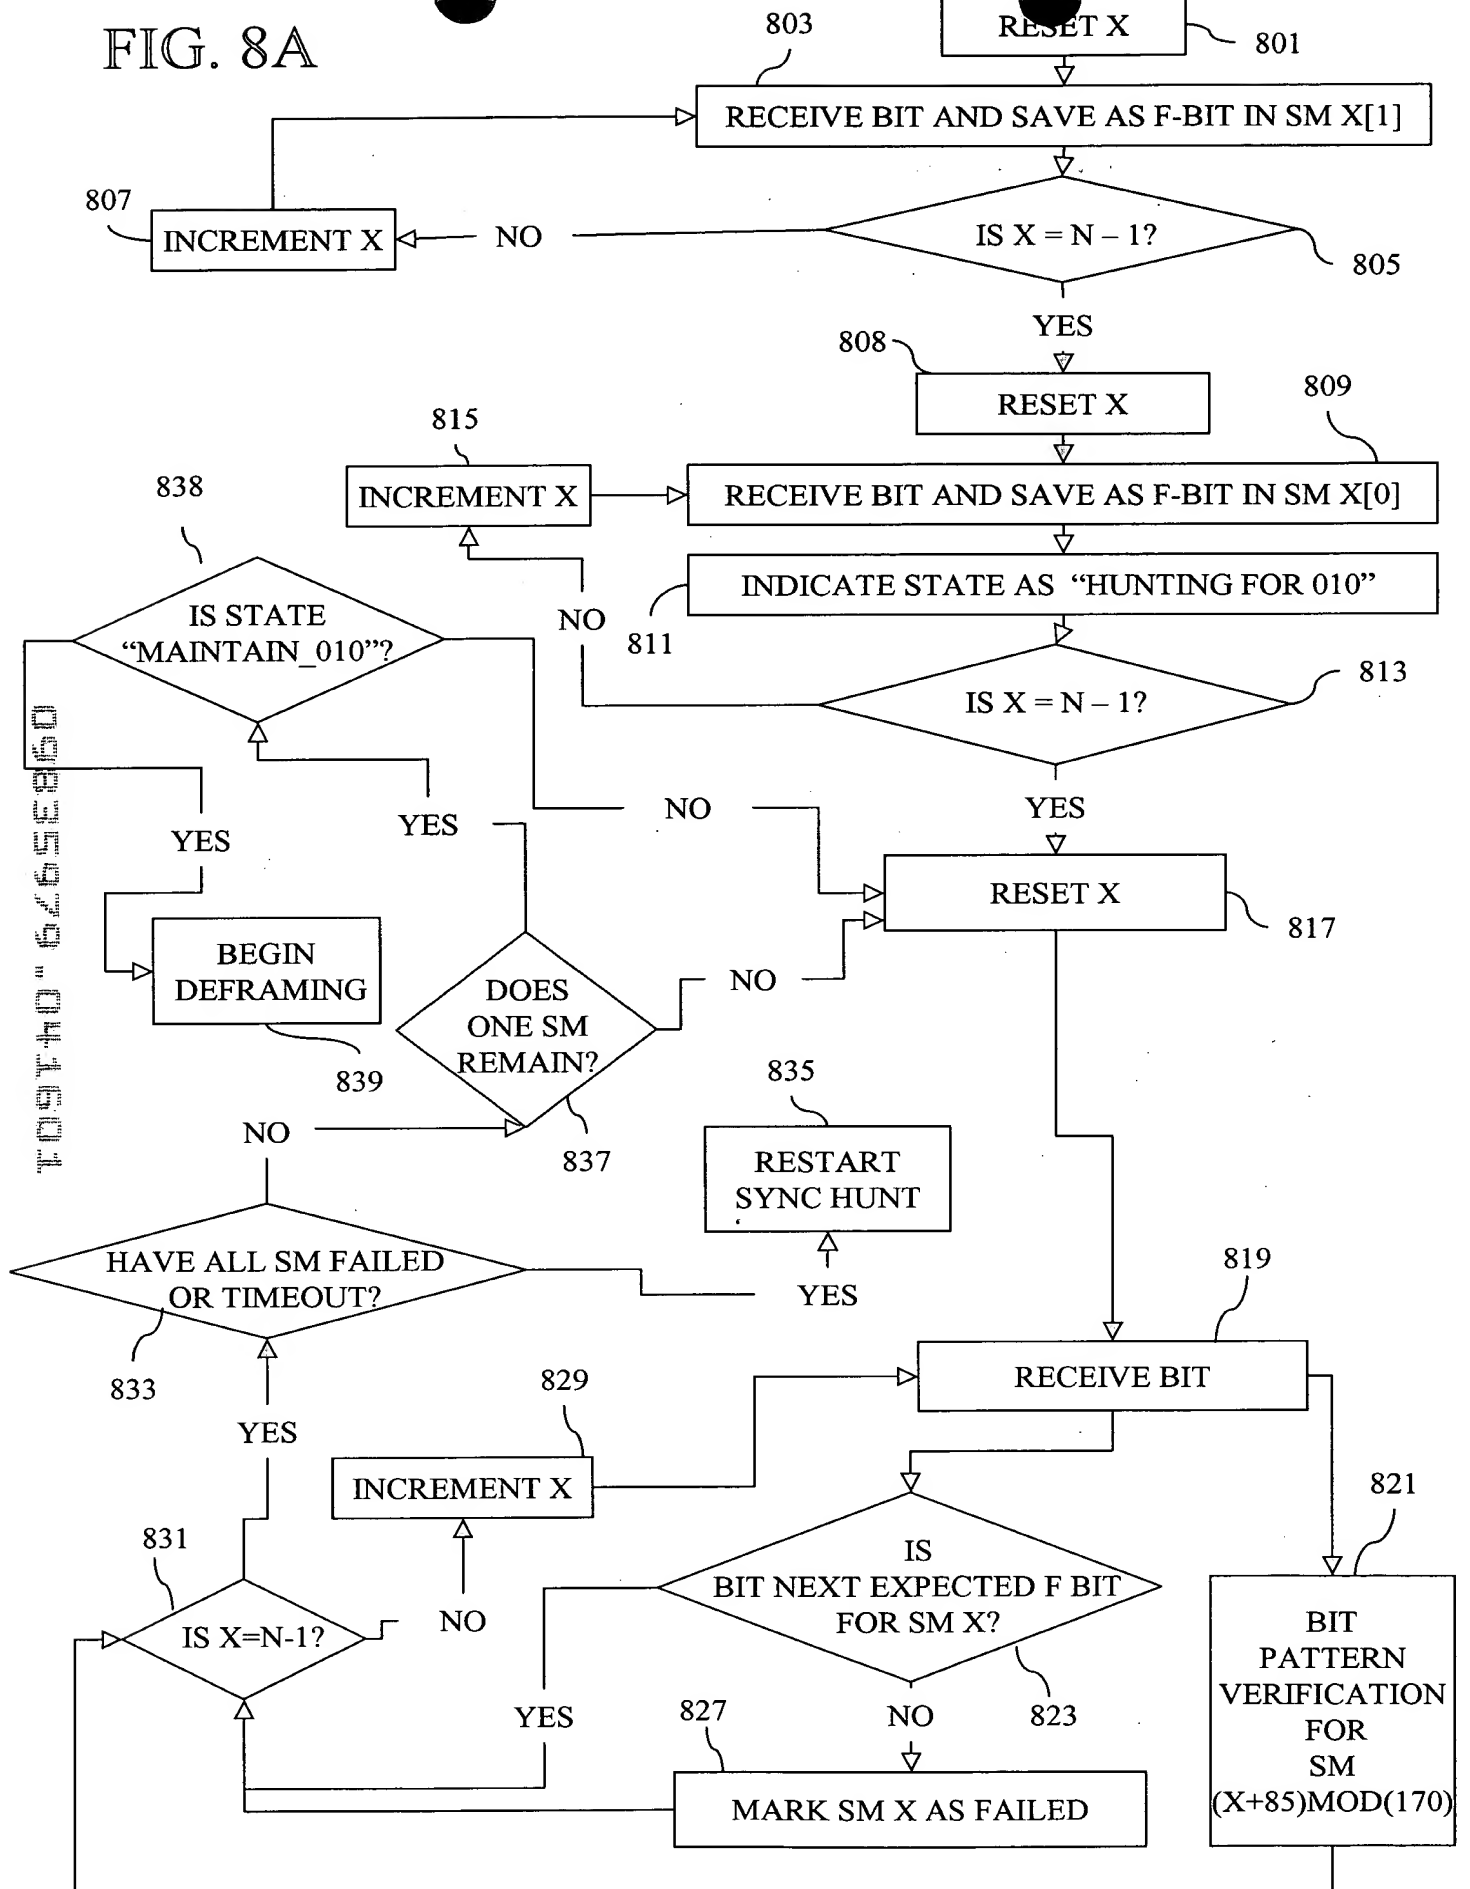 FIG. 8A
803
RESET X
801
RECEIVE BIT AND SAVE AS F-BIT IN SM X[1]
807
INCREMENT X
NO
IS X = N – 1?
805
YES
808
RESET X
809
815
INCREMENT X
RECEIVE BIT AND SAVE AS F-BIT IN SM X[0]
838
INDICATE STATE AS “HUNTING FOR 010”
811
NO
IS STATE
“MAINTAIN_010”?
IS X = N – 1?
813
YES
YES
NO
YES
RESET X
817
BEGIN
DEFRAMING
839
DOES
ONE SM
REMAIN?
NO
837
NO
835
RESTART
SYNC HUNT
HAVE ALL SM FAILED
OR TIMEOUT?
833
YES
819
RECEIVE BIT
829
YES
INCREMENT X
821
831
IS X=N-1?
NO
IS
BIT NEXT EXPECTED F BIT
FOR SM X?
823
YES
NO
827
MARK SM X AS FAILED
BIT
PATTERN
VERIFICATION
FOR
SM
(X+85)MOD(170)
09835979.041601